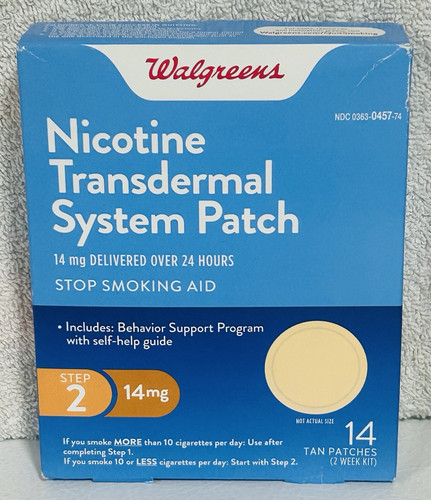 Walgreens
NDC 0363-0457-74
Nicotine
Transdermal
System Patch
14 mg DELIVERED OVER 24 HOURS
STOP SMOKING AID
• Includes: Behavior Support Program
with self-help guide
STEP
2
14mg
NOT ACTUAL SIZE
14
TAN PATCHES
(2 WEEK KIT)
If you smoke MORE than 10 cigarettes per day: Use after
completing Step 1.
If you smoke 10 or LESS cigarettes per day: Start with Step 2.